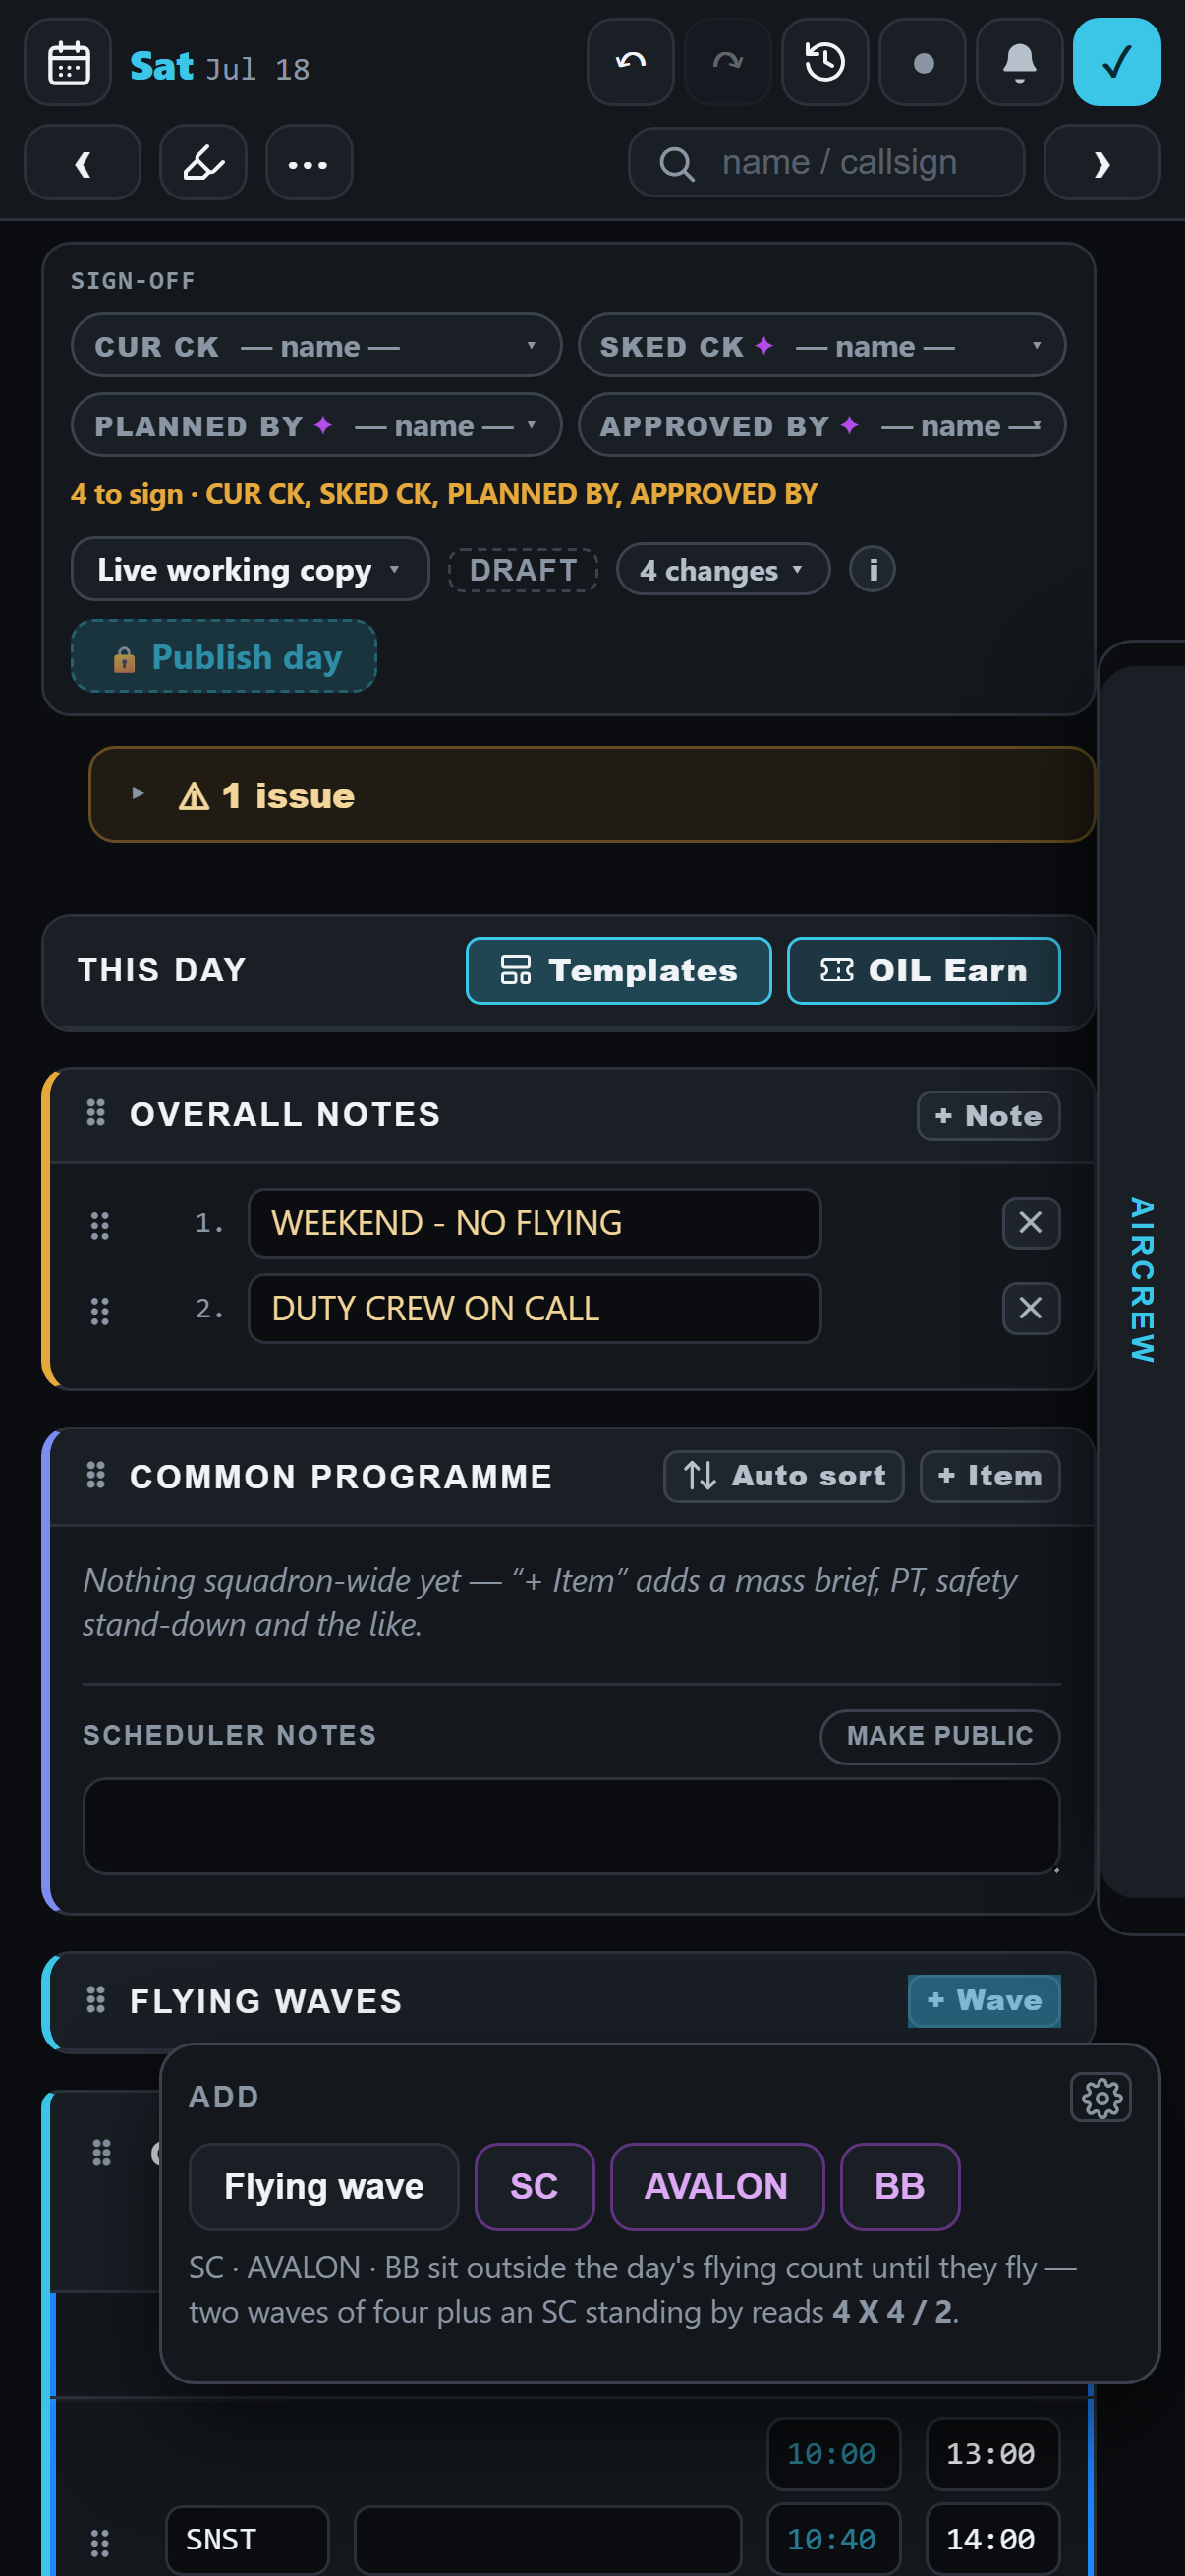 Sat Jul 18
name / callsign
SIGN-OFF
CUR CK — name —
SKED CK — name —
PLANNED BY — name —
APPROVED BY — name —
4 to sign · CUR CK, SKED CK, PLANNED BY, APPROVED BY
Live working copy
DRAFT
4 changes
i
Publish day
1 issue
THIS DAY
Templates
OIL Earn
OVERALL NOTES
+ Note
1. WEEKEND - NO FLYING
2. DUTY CREW ON CALL
AIRCREW
COMMON PROGRAMME
Auto sort
+ Item
Nothing squadron-wide yet — “+ Item” adds a mass brief, PT, safety
stand-down and the like.
SCHEDULER NOTES
MAKE PUBLIC
FLYING WAVES
+ Wave
ADD
Flying wave
SC
AVALON
BB
SC · AVALON · BB sit outside the day's flying count until they fly —
two waves of four plus an SC standing by reads 4 X 4 / 2.
10:00 13:00
SNST 10:40 14:00